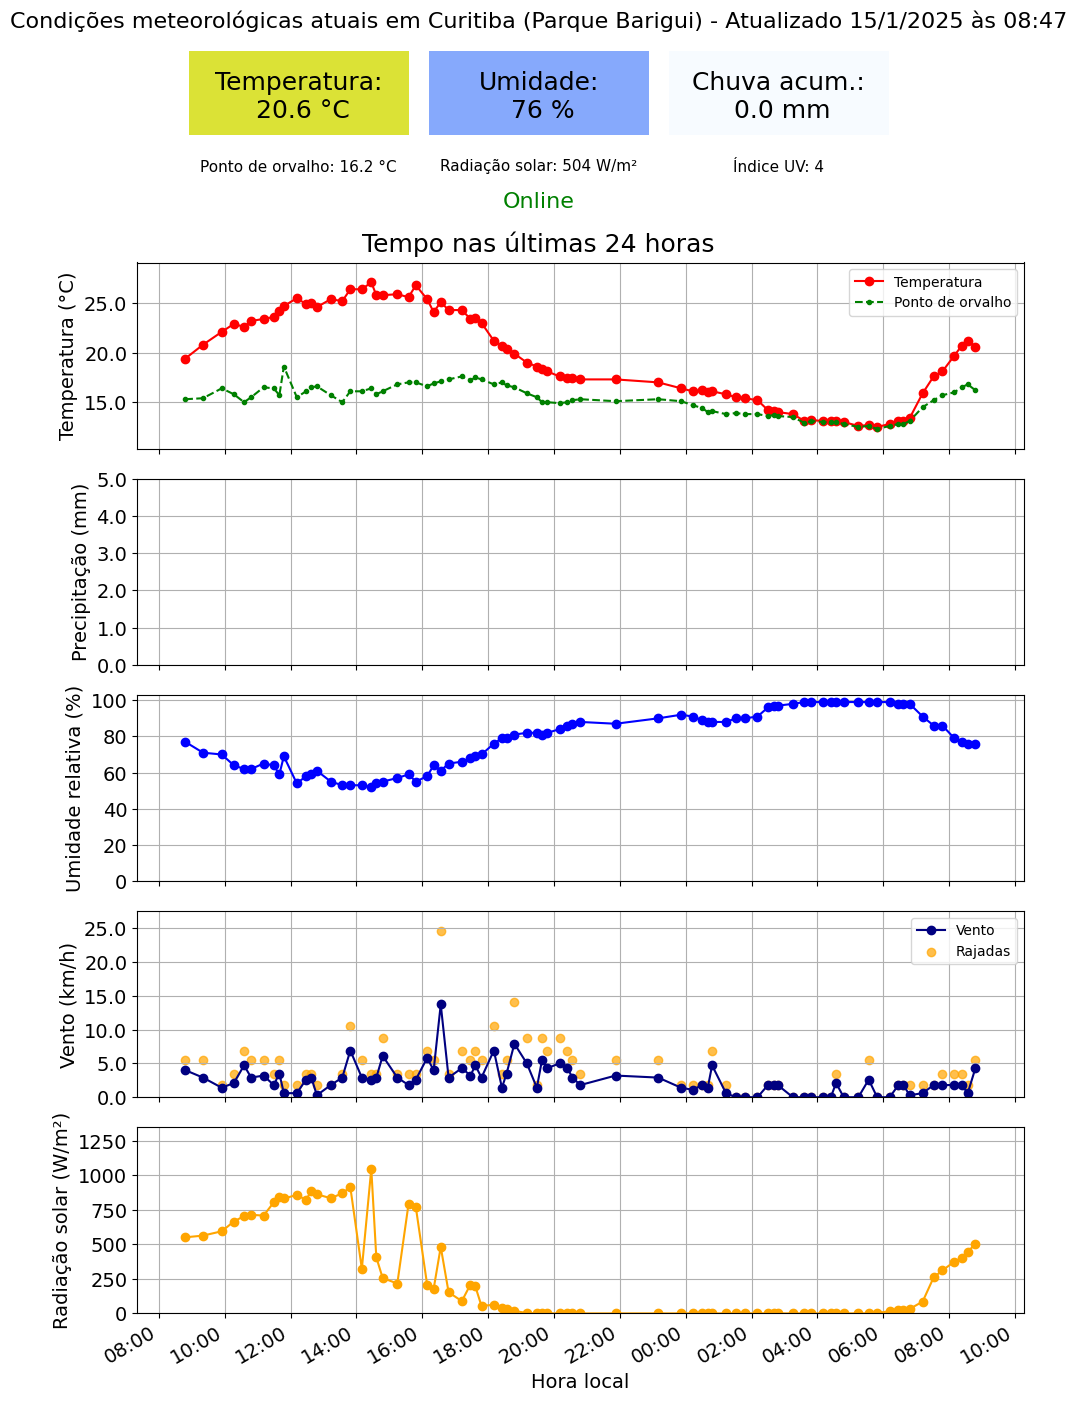 Condições meteorológicas atuais em Curitiba (Parque Barigui) - Atualizado 15/1/2025 às 08:47
Temperatura:
20.6 °C
Umidade:
76 %
Chuva acum.:
0.0 mm
Ponto de orvalho: 16.2 °C
Radiação solar: 504 W/m²
Índice UV: 4
Online
Tempo nas últimas 24 horas
Temperatura (°C)
25.0
20.0
15.0
Temperatura
Ponto de orvalho
Precipitação (mm)
5.0
4.0
3.0
2.0
1.0
0.0
Umidade relativa (%)
100
80
60
40
20
0
Vento (km/h)
25.0
20.0
15.0
10.0
5.0
0.0
Vento
Rajadas
Radiação solar (W/m²)
1250
1000
750
500
250
0
08:00
10:00
12:00
14:00
16:00
18:00
20:00
22:00
00:00
02:00
04:00
06:00
08:00
10:00
Hora local